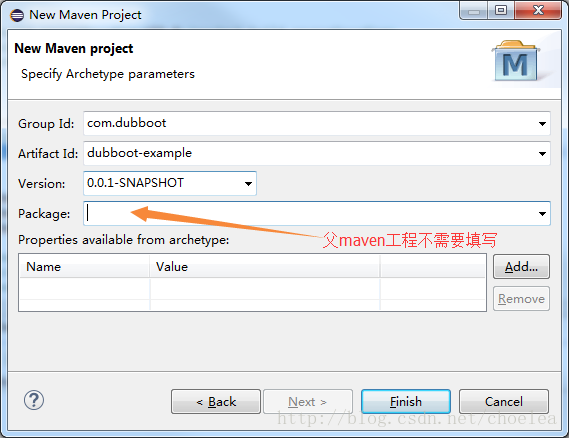 New Maven Project
New Maven project
Specify Archetype parameters
M
Group Id: com.dubboot
Artifact Id: dubboot-example
Version: 0.0.1-SNAPSHOT
Package:
父maven工程不需要填写
Properties available from archetype:
Name Value
Add...
Remove
?
< Back Next > Finish Cancel
http://blog.csdn.net/choelea